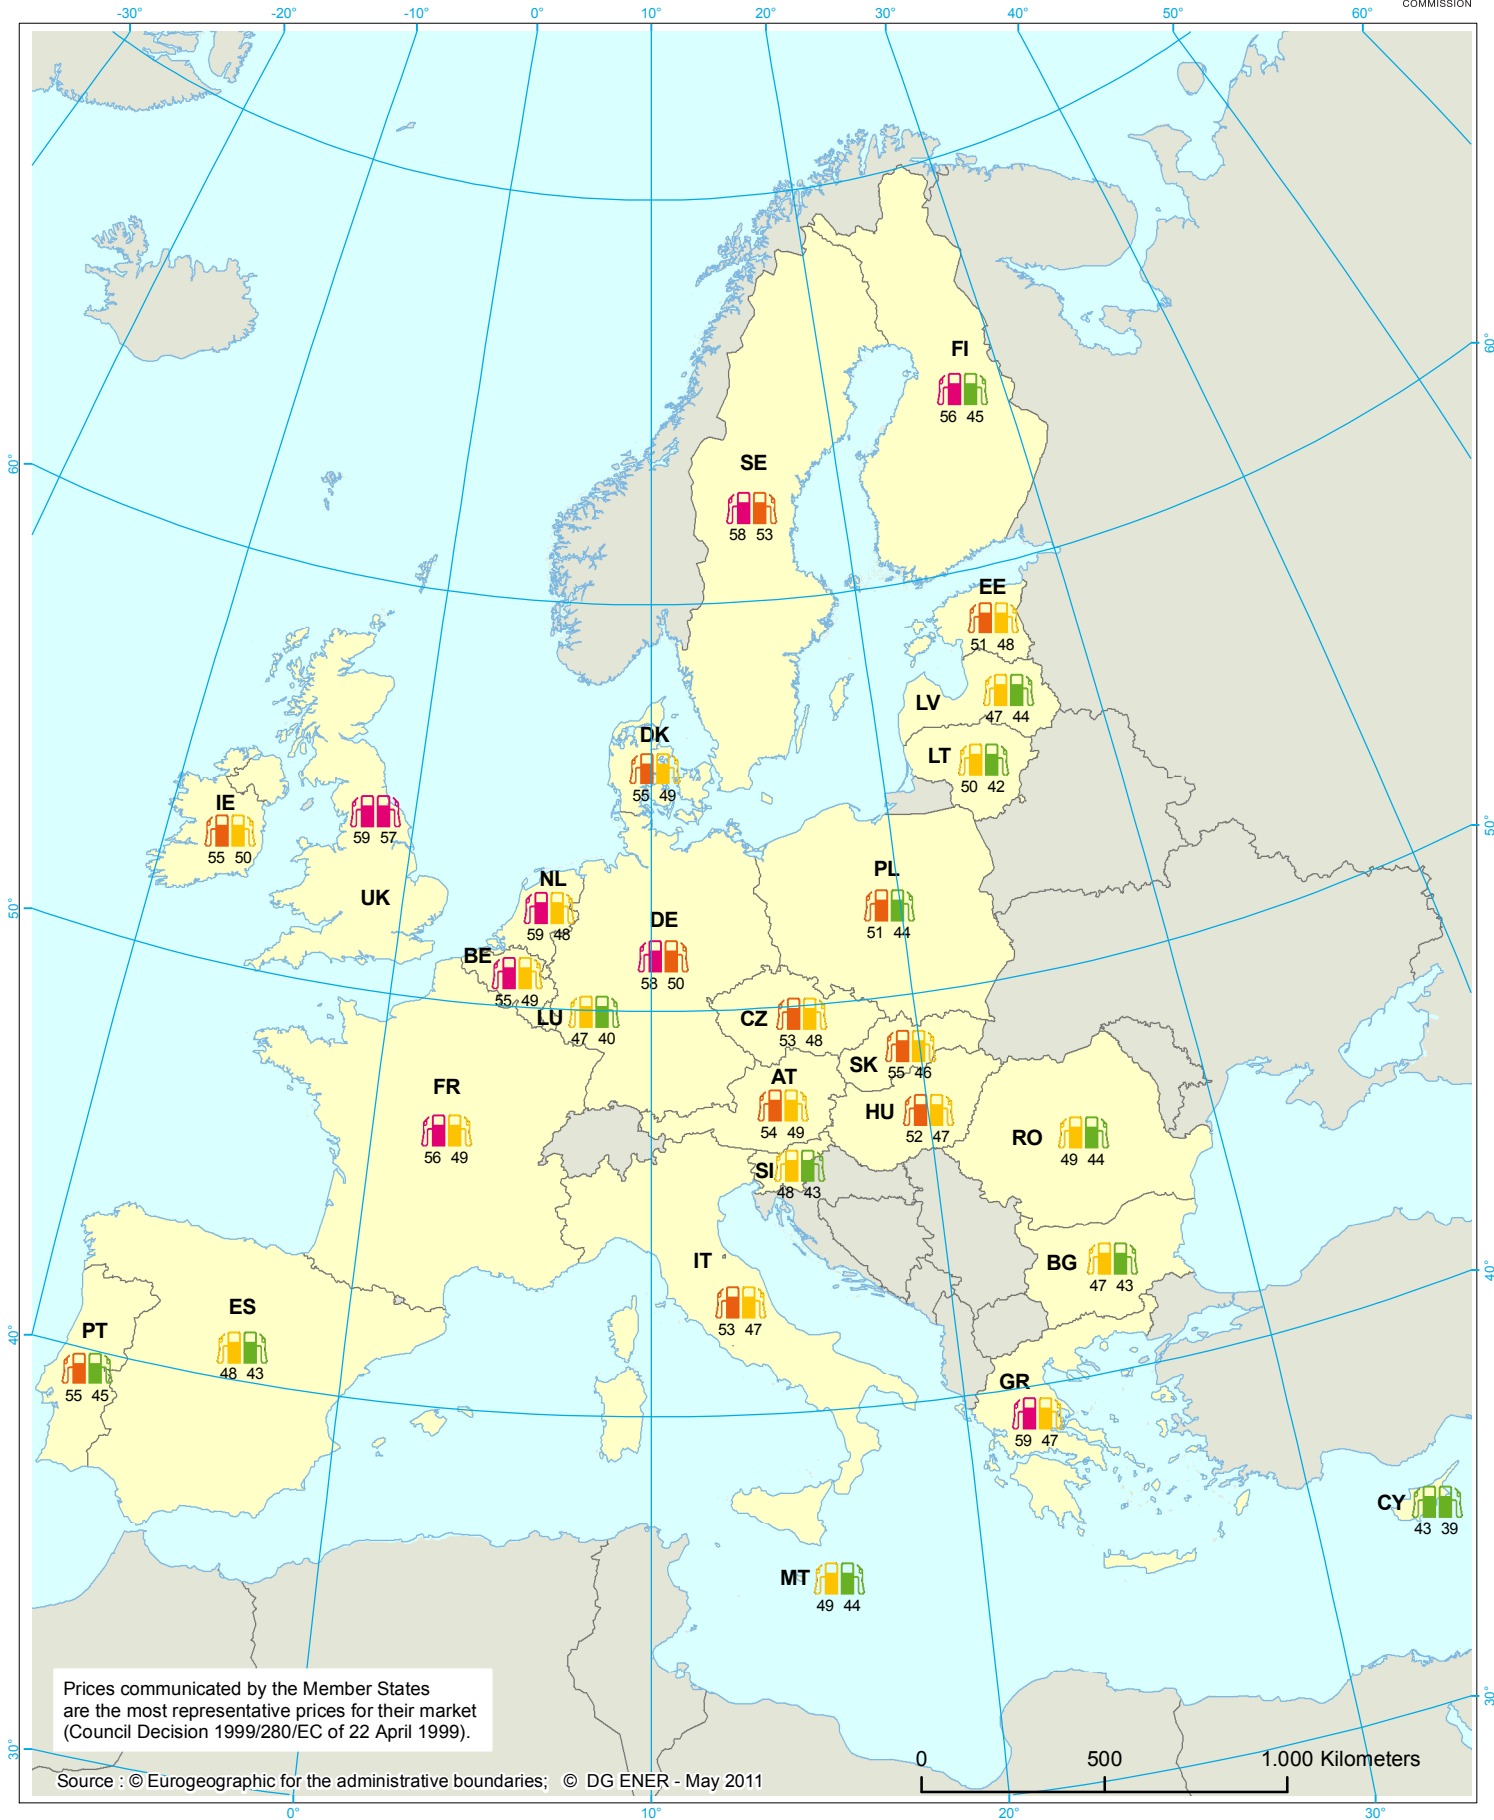 COMMISSION
-30° -20° -10° 0° 10° 20° 30° 40° 50° 60°
60°
60°
50°
50°
40°
40°
30°
30°
FI
56 45
SE
58 53
EE
51 48
LV
47 44
LT
50 42
DK
55 49
IE
55 50
59 57
UK
NL
59 48
PL
51 44
DE
58 50
BE
55 49
LU
47 40
CZ
53 48
SK
55 46
AT
54 49
HU
52 47
FR
56 49
RO
49 44
SI
48 43
IT
53 47
BG
47 43
ES
48 43
PT
55 45
GR
59 47
CY
43 39
MT
49 44
Prices communicated by the Member States
are the most representative prices for their market
(Council Decision 1999/280/EC of 22 April 1999).
0 500 1.000 Kilometers
Source : © Eurogeographic for the administrative boundaries; © DG ENER - May 2011
0° 10° 20° 30°